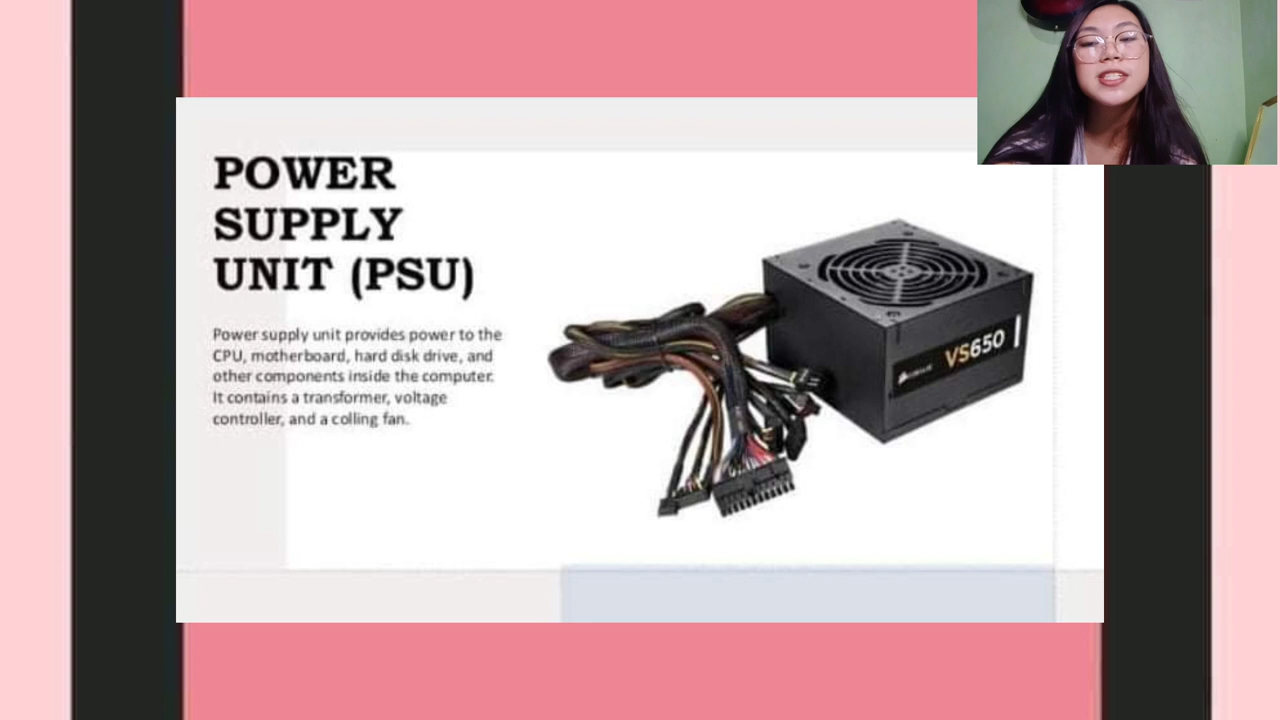 POWER
SUPPLY
UNIT (PSU)
Power supply unit provides power to the
CPU, motherboard, hard disk drive, and
other components inside the computer.
It contains a transformer, voltage
controller, and a colling fan.
VS650